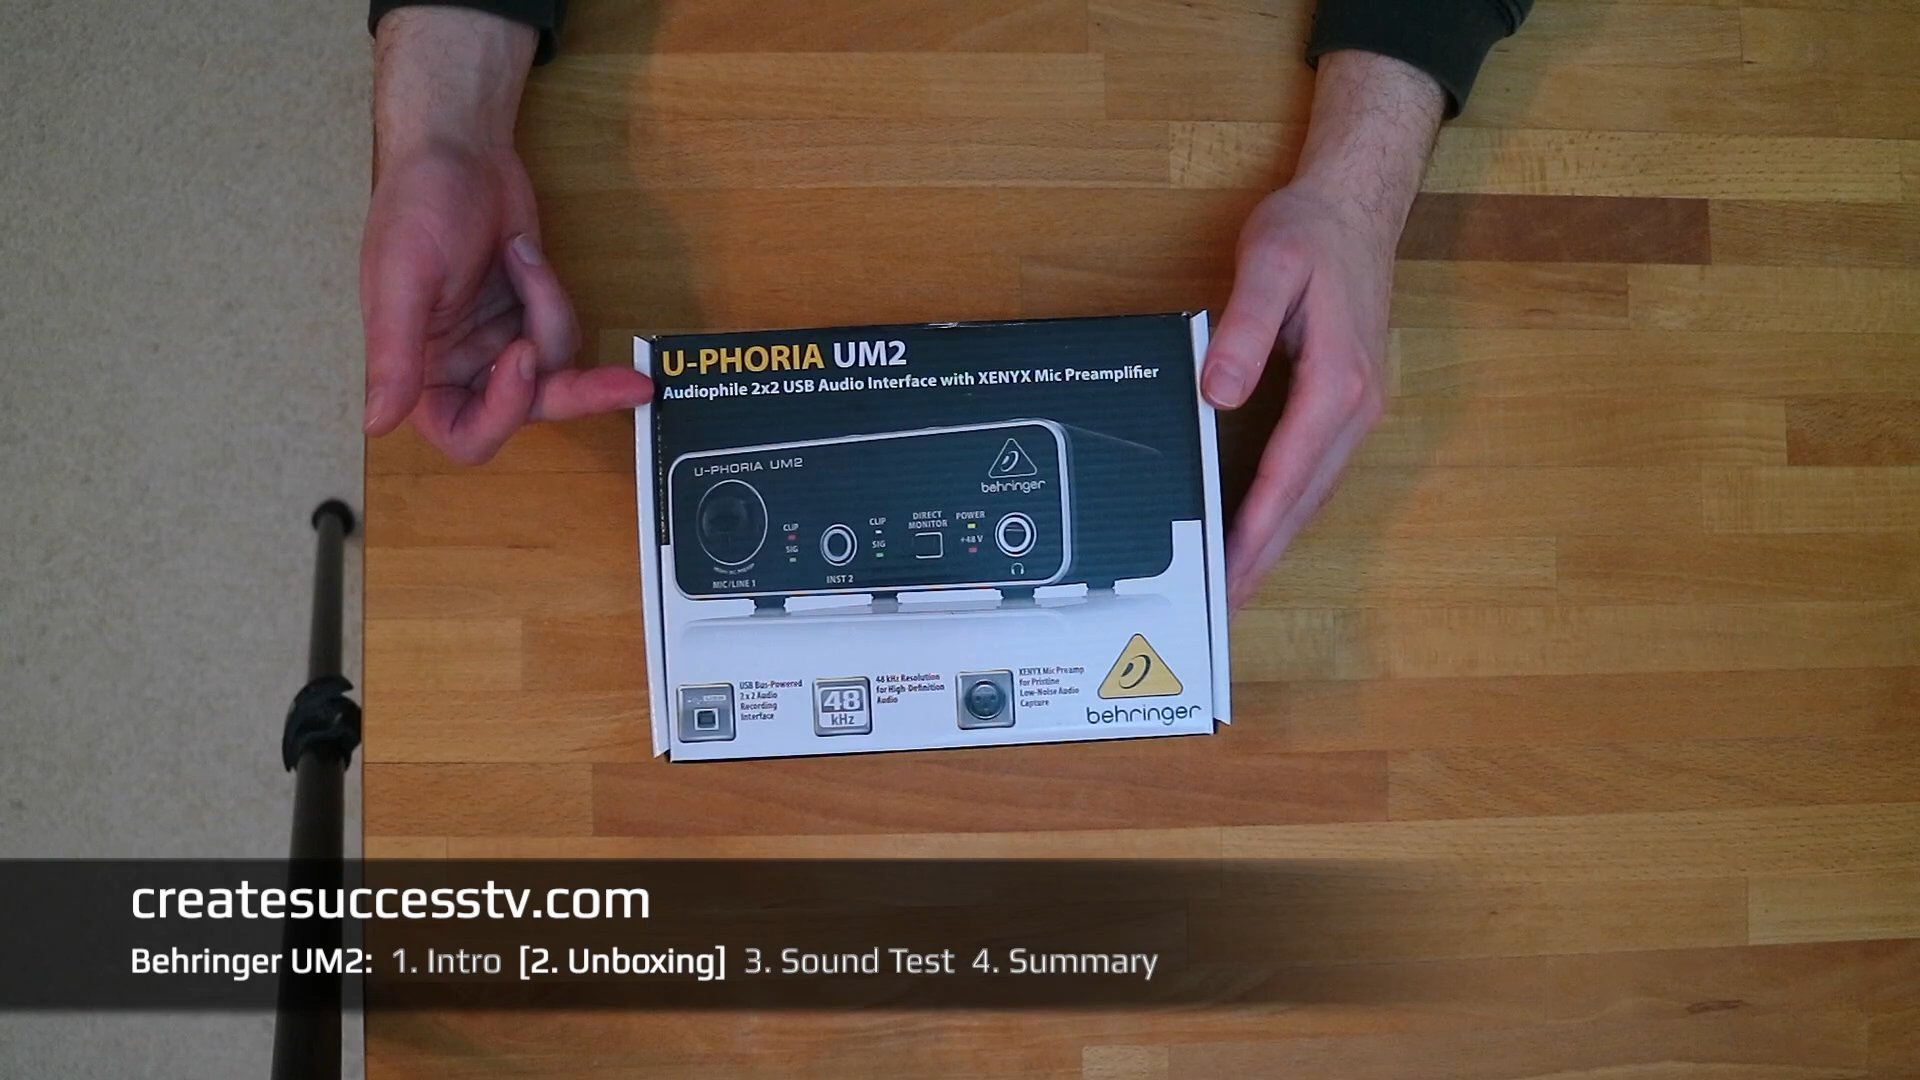 U-PHORIA UM2
Audiophile 2x2 USB Audio Interface with XENYX Mic Preamplifier
U-PHORIA UM2
behringer
CLIP
SIG
CLIP
SIG
DIRECT
MONITOR
POWER
+48 V
MIC/LINE 1
INST 2
USB Bus-Powered
2 x 2 Audio
Recording
Interface
48
kHz
48 kHz Resolution
for High-Definition
Audio
XENYX Mic Preamp
for Pristine
Low-Noise Audio
Capture
behringer
createsuccesstv.com
Behringer UM2: 1. Intro [2. Unboxing] 3. Sound Test 4. Summary